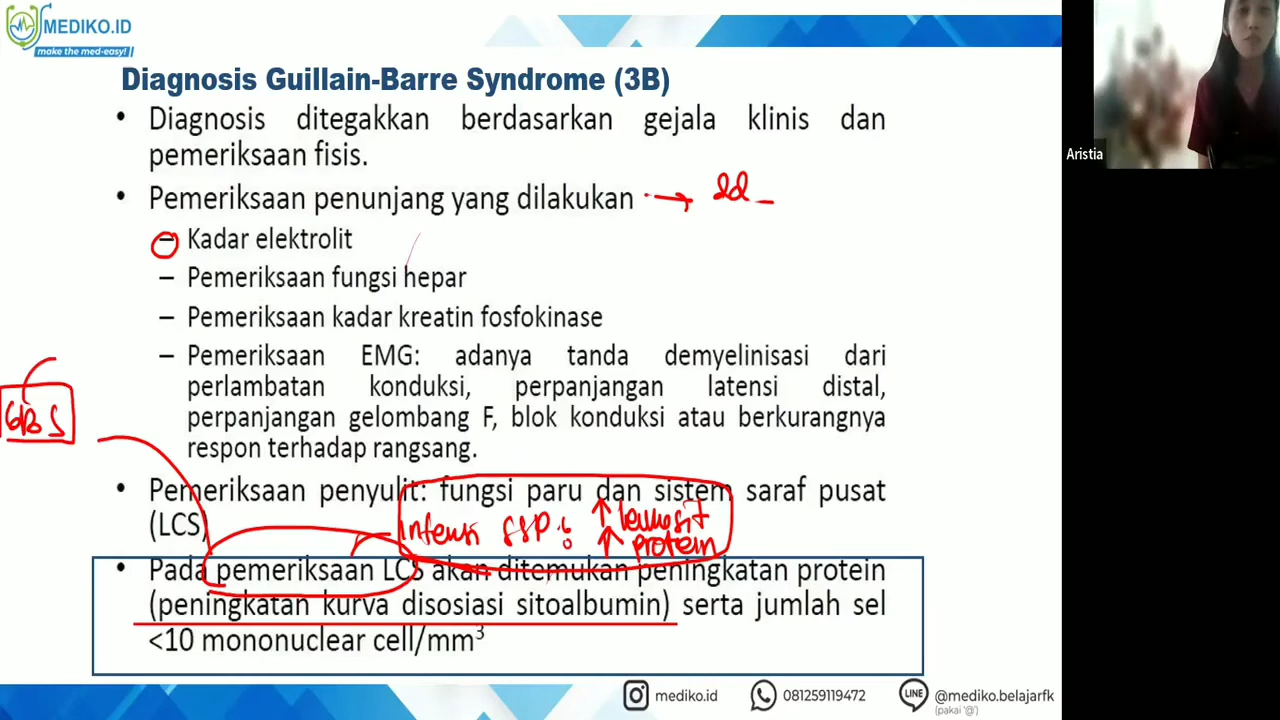 MEDIKO.ID
make the med-easy!
Diagnosis Guillain-Barre Syndrome (3B)
• Diagnosis ditegakkan berdasarkan gejala klinis dan
pemeriksaan fisis.
• Pemeriksaan penunjang yang dilakukan → dd
– Kadar elektrolit
– Pemeriksaan fungsi hepar
– Pemeriksaan kadar kreatin fosfokinase
– Pemeriksaan EMG: adanya tanda demyelinisasi dari
perlambatan konduksi, perpanjangan latensi distal,
perpanjangan gelombang F, blok konduksi atau berkurangnya
respon terhadap rangsang.
GBS
• Pemeriksaan penyulit: fungsi paru dan sistem saraf pusat
(LCS)
infeksi SSP : ↑ leukosit
↑ protein
• Pada pemeriksaan LCS akan ditemukan peningkatan protein
(peningkatan kurva disosiasi sitoalbumin) serta jumlah sel
<10 mononuclear cell/mm³
mediko.id
081259119472
LINE
@mediko.belajarfk
(pakai '@')
Aristia